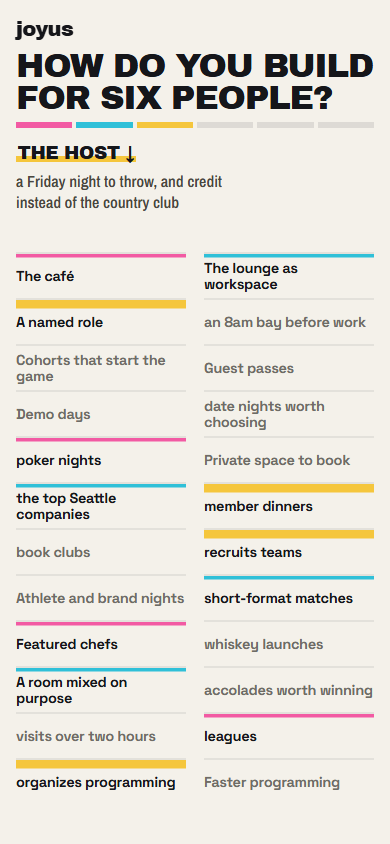 joyus
HOW DO YOU BUILD
FOR SIX PEOPLE?
THE HOST ↓
a Friday night to throw, and credit
instead of the country club
The café
The lounge as
workspace
A named role
an 8am bay before work
Cohorts that start the
game
Guest passes
Demo days
date nights worth
choosing
poker nights
Private space to book
the top Seattle
companies
member dinners
book clubs
recruits teams
Athlete and brand nights
short-format matches
Featured chefs
whiskey launches
A room mixed on
purpose
accolades worth winning
visits over two hours
leagues
organizes programming
Faster programming